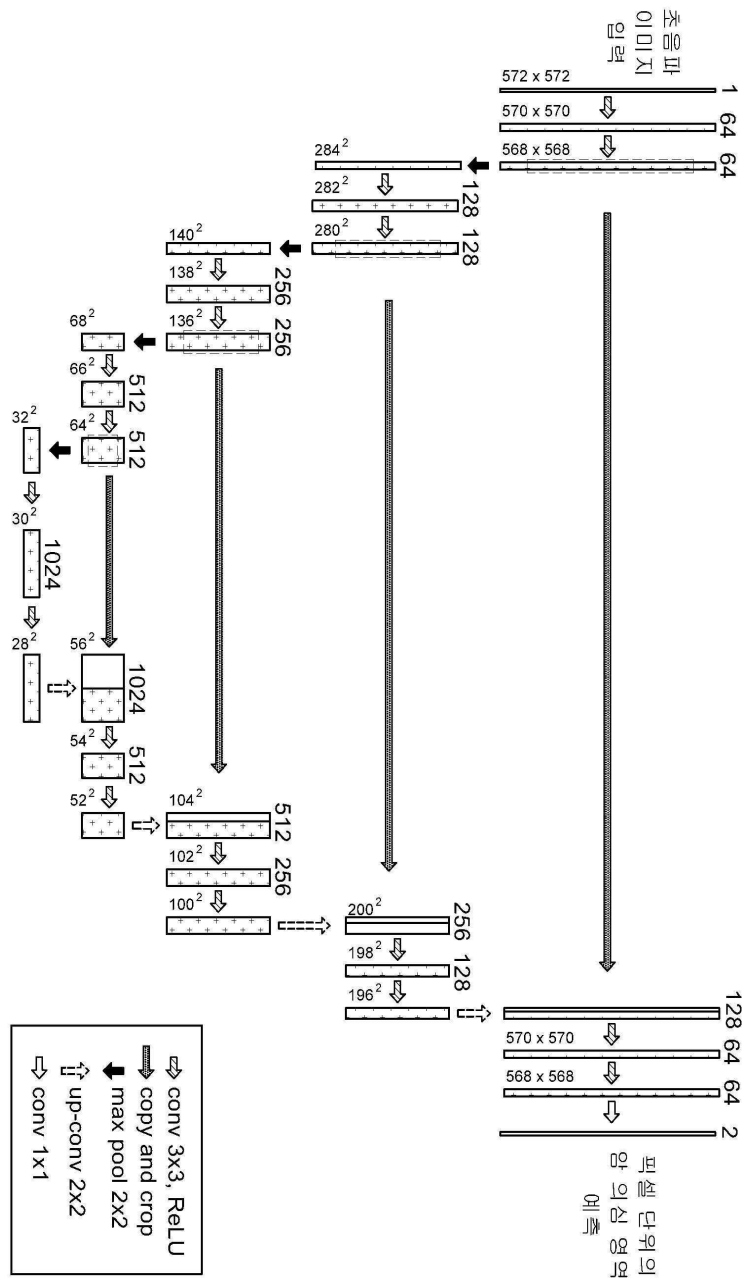 초음파
이미지
입력
1
572 x 572
64
570 x 570
64
568 x 568
284²
128
282²
128
280²
140²
256
138²
256
136²
68²
512
66²
512
64²
32²
1024
30²
28²
1024
56²
512
54²
52²
512
104²
256
102²
100²
256
200²
128
198²
196²
128
64
570 x 570
64
568 x 568
2
픽셀 단위의
암 의심 영역
예측
conv 3x3, ReLU
copy and crop
max pool 2x2
up-conv 2x2
conv 1x1